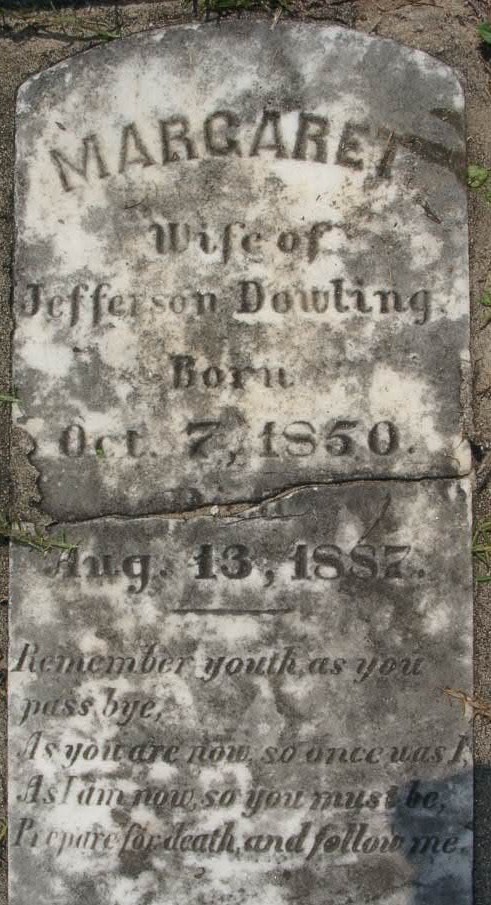 MARGARET
Wife of
Jefferson Dowling.
Born
Oct. 7, 1850.
Died
Aug. 13, 1887.
Remember youth, as you
pass bye,
As you are now, so once was I,
As I am now, so you must be,
Prepare for death, and follow me.